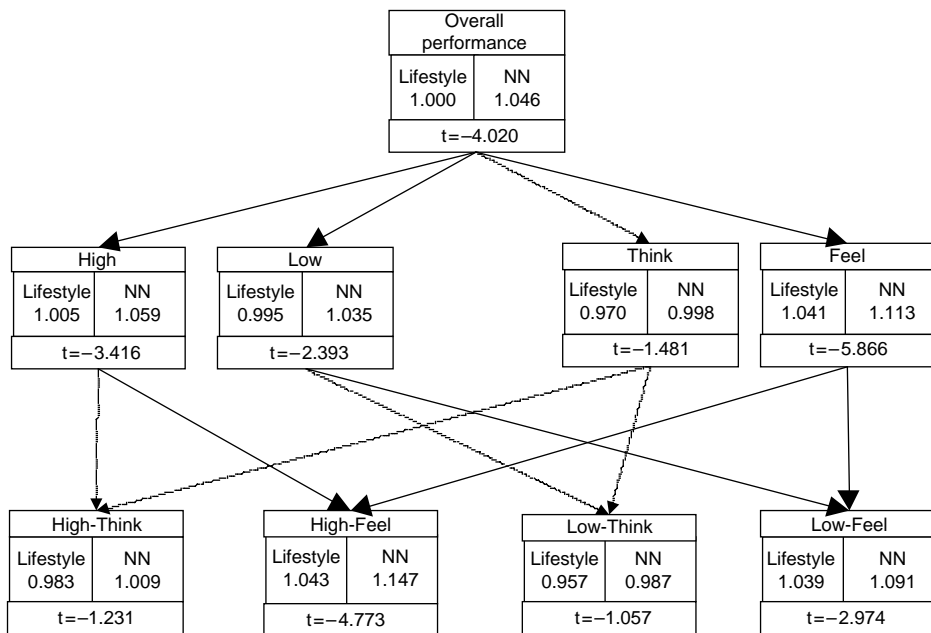 Overall
performance
Lifestyle NN
1.000 1.046
t=−4.020
High Low Think Feel
Lifestyle NN Lifestyle NN Lifestyle NN Lifestyle NN
1.005 1.059 0.995 1.035 0.970 0.998 1.041 1.113
t=−3.416 t=−2.393 t=−1.481 t=−5.866
High-Think High-Feel Low-Think Low-Feel
Lifestyle NN Lifestyle NN Lifestyle NN Lifestyle NN
0.983 1.009 1.043 1.147 0.957 0.987 1.039 1.091
t=−1.231 t=−4.773 t=−1.057 t=−2.974